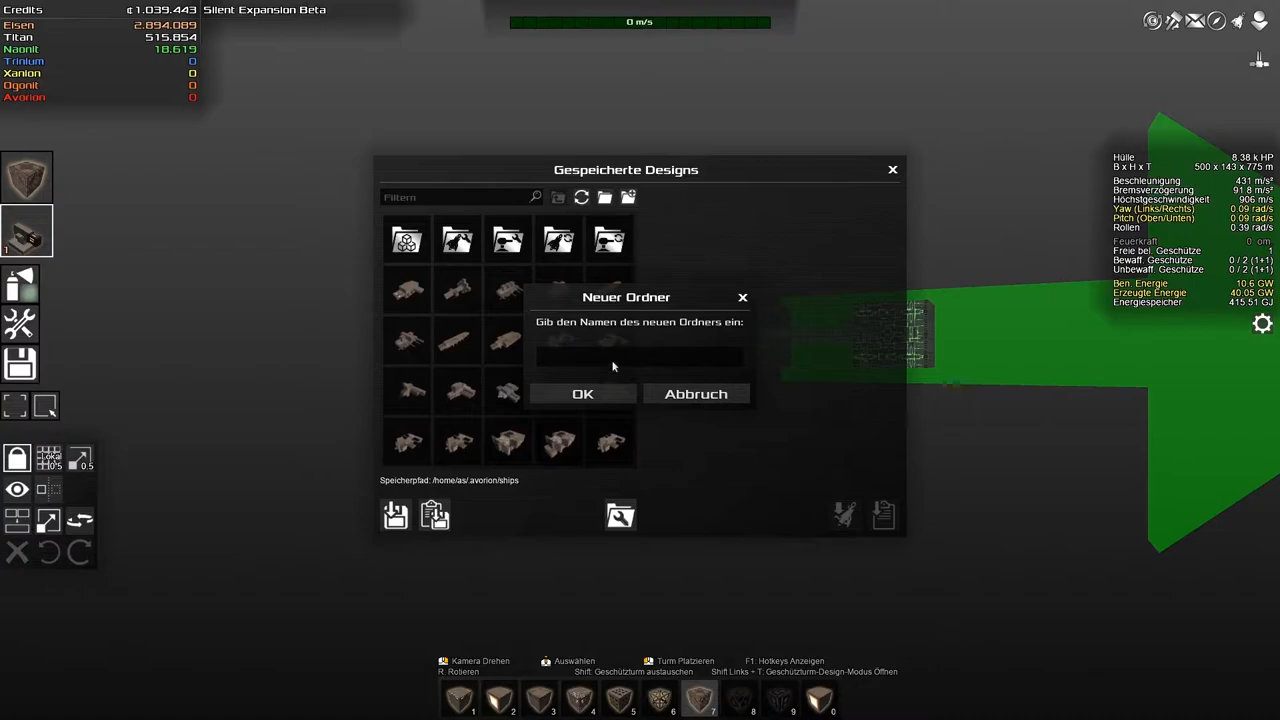 Credits ¢1.039.443 Silent Expansion Beta
Eisen 2.894.089
Titan 515.854
Naonit 18.619
Trinium 0
Xanion 0
Ogonit 0
Avorion 0
0 m/s
Gespeicherte Designs
Filtern
Neuer Ordner
Gib den Namen des neuen Ordners ein:
OK Abbruch
Speicherpfad: /home/as/.avorion/ships
Hülle 8.38 k HP
B x H x T 500 x 143 x 775 m
Beschleunigung 431 m/s²
Bremsverzögerung 91.8 m/s²
Höchstgeschwindigkeit 906 m/s
Yaw (Links/Rechts) 0.09 rad/s
Pitch (Oben/Unten) 0.09 rad/s
Rollen 0.39 rad/s
Feuerkraft 0 om.
Freie bel. Geschütze 1
Bewaff. Geschütze 0 / 2 (1+1)
Unbewaff. Geschütze 0 / 2 (1+1)
Ben. Energie 10.6 GW
Erzeugte Energie 40.05 GW
Energiespeicher 415.51 GJ
1
Lokal
0.5
0.5
Kamera Drehen Auswählen Turm Platzieren F1: Hotkeys Anzeigen
R: Rotieren Shift: Geschützturm austauschen Shift Links + T: Geschützturm-Design-Modus Öffnen
1 2 3 4 5 6 7 8 9 0